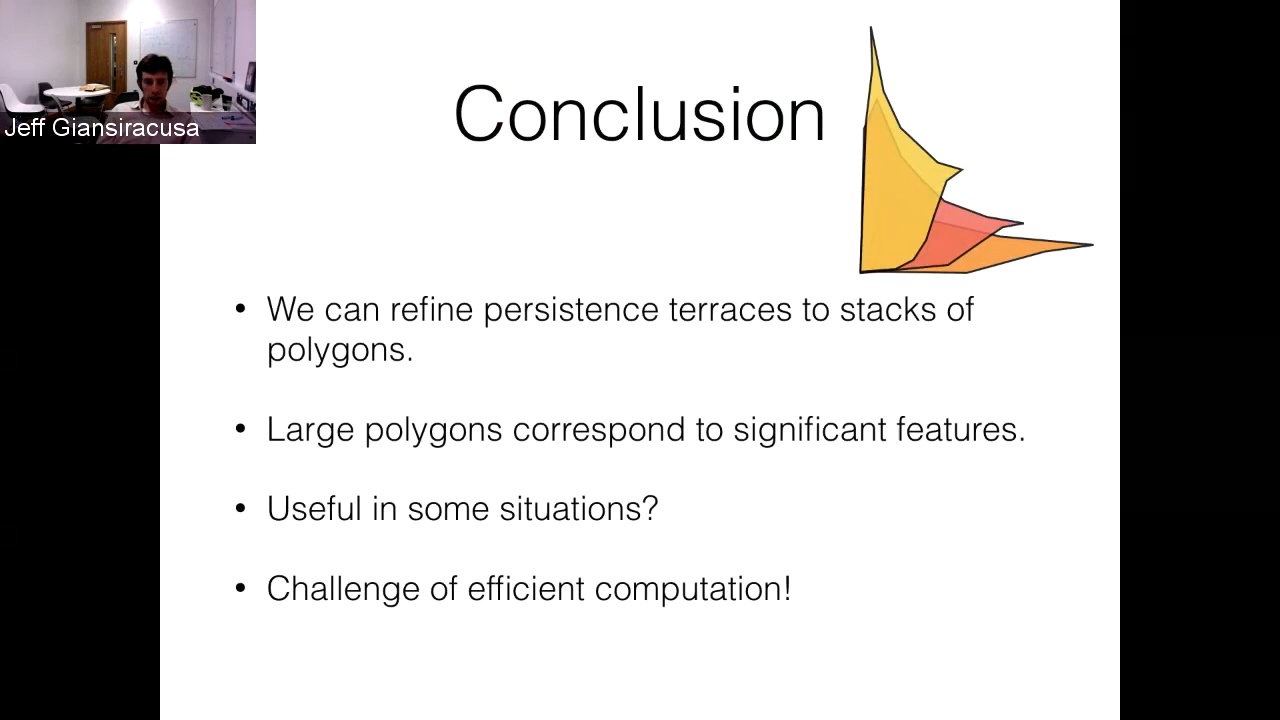 Jeff Giansiracusa
Conclusion
• We can refine persistence terraces to stacks of
polygons.
• Large polygons correspond to significant features.
• Useful in some situations?
• Challenge of efficient computation!